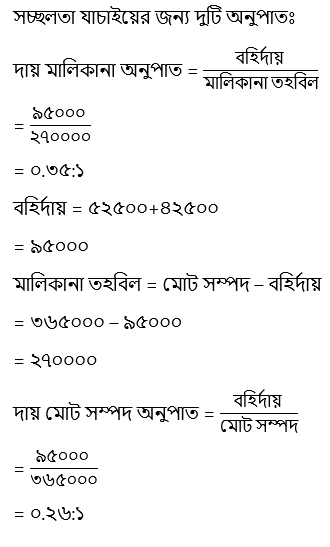 সচ্ছলতা যাচাইয়ের জন্য দুটি অনুপাতঃ
দায় মালিকানা অনুপাত = বহির্দায়
মালিকানা তহবিল
= ৯৫০০০
২৭০০০০
= ০.৩৫:১
বহির্দায় = ৫২৫০০+৪২৫০০
= ৯৫০০০
মালিকানা তহবিল = মোট সম্পদ – বহির্দায়
= ৩৬৫০০০ – ৯৫০০০
= ২৭০০০০
দায় মোট সম্পদ অনুপাত = বহির্দায়
মোট সম্পদ
= ৯৫০০০
৩৬৫০০০
= ০.২৬:১